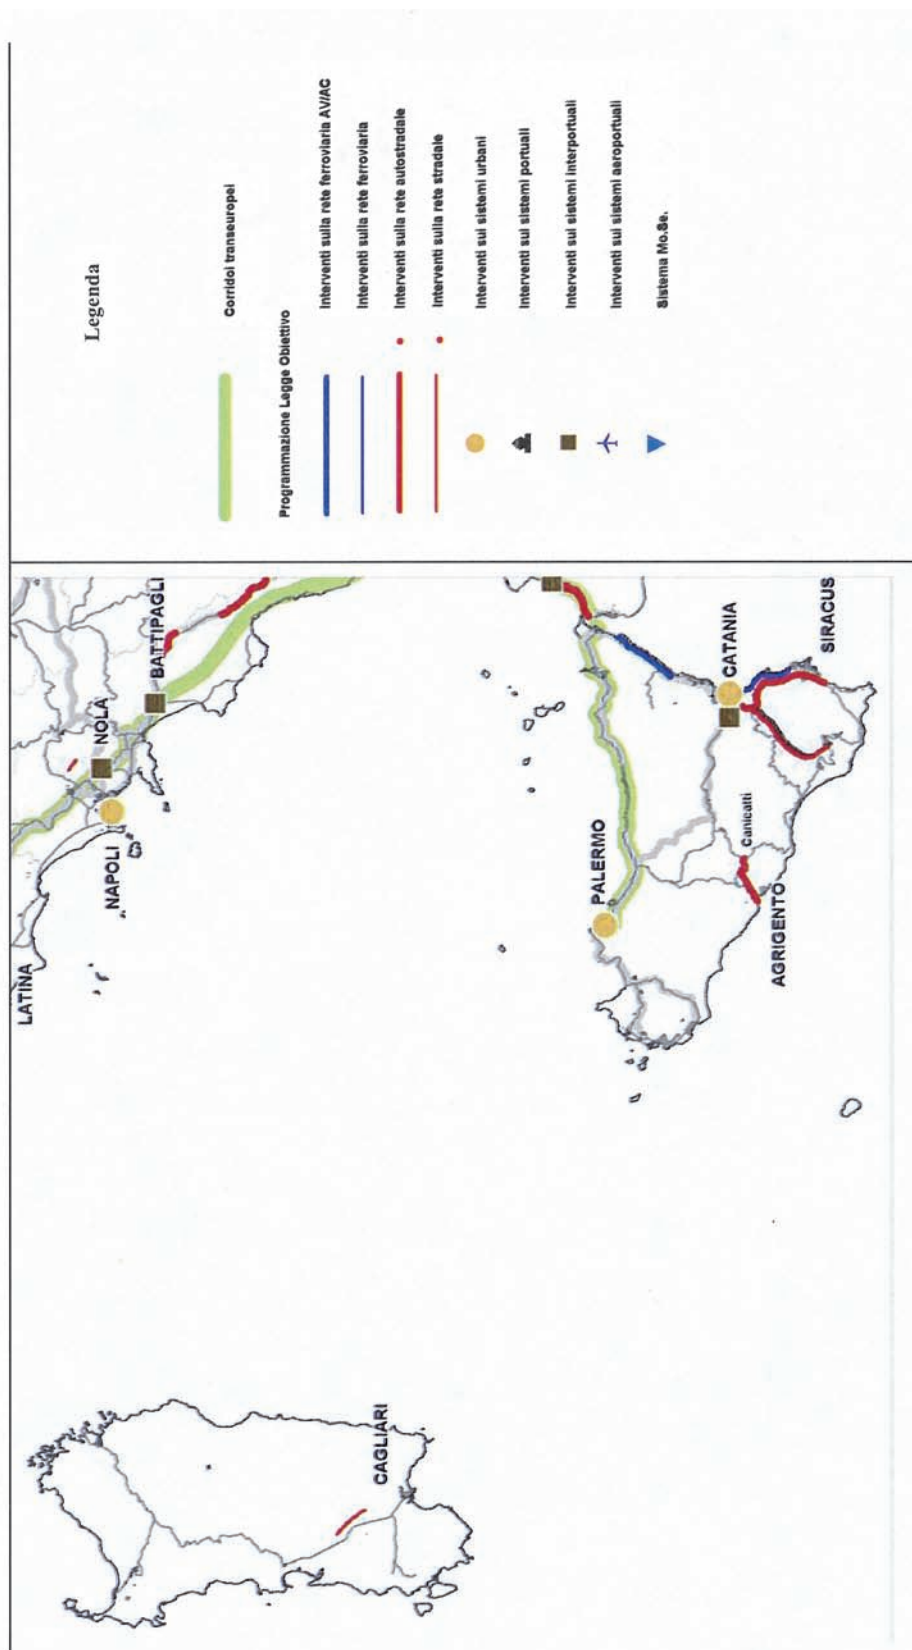 Legenda
Corridoi transeuropei
Programmazione Legge Obiettivo
Interventi sulla rete ferroviaria AV/AC
Interventi sulla rete ferroviaria
Interventi sulla rete autostradale
Interventi sulla rete stradale
Interventi sui sistemi urbani
Interventi sui sistemi portuali
Interventi sui sistemi interportuali
Interventi sui sistemi aeroportuali
Sistema Mo.Se.
LATINA
NAPOLI
NOLA
BATTIPAGLI
PALERMO
CATANIA
Canicatti
AGRIGENTO
SIRACUS
CAGLIARI